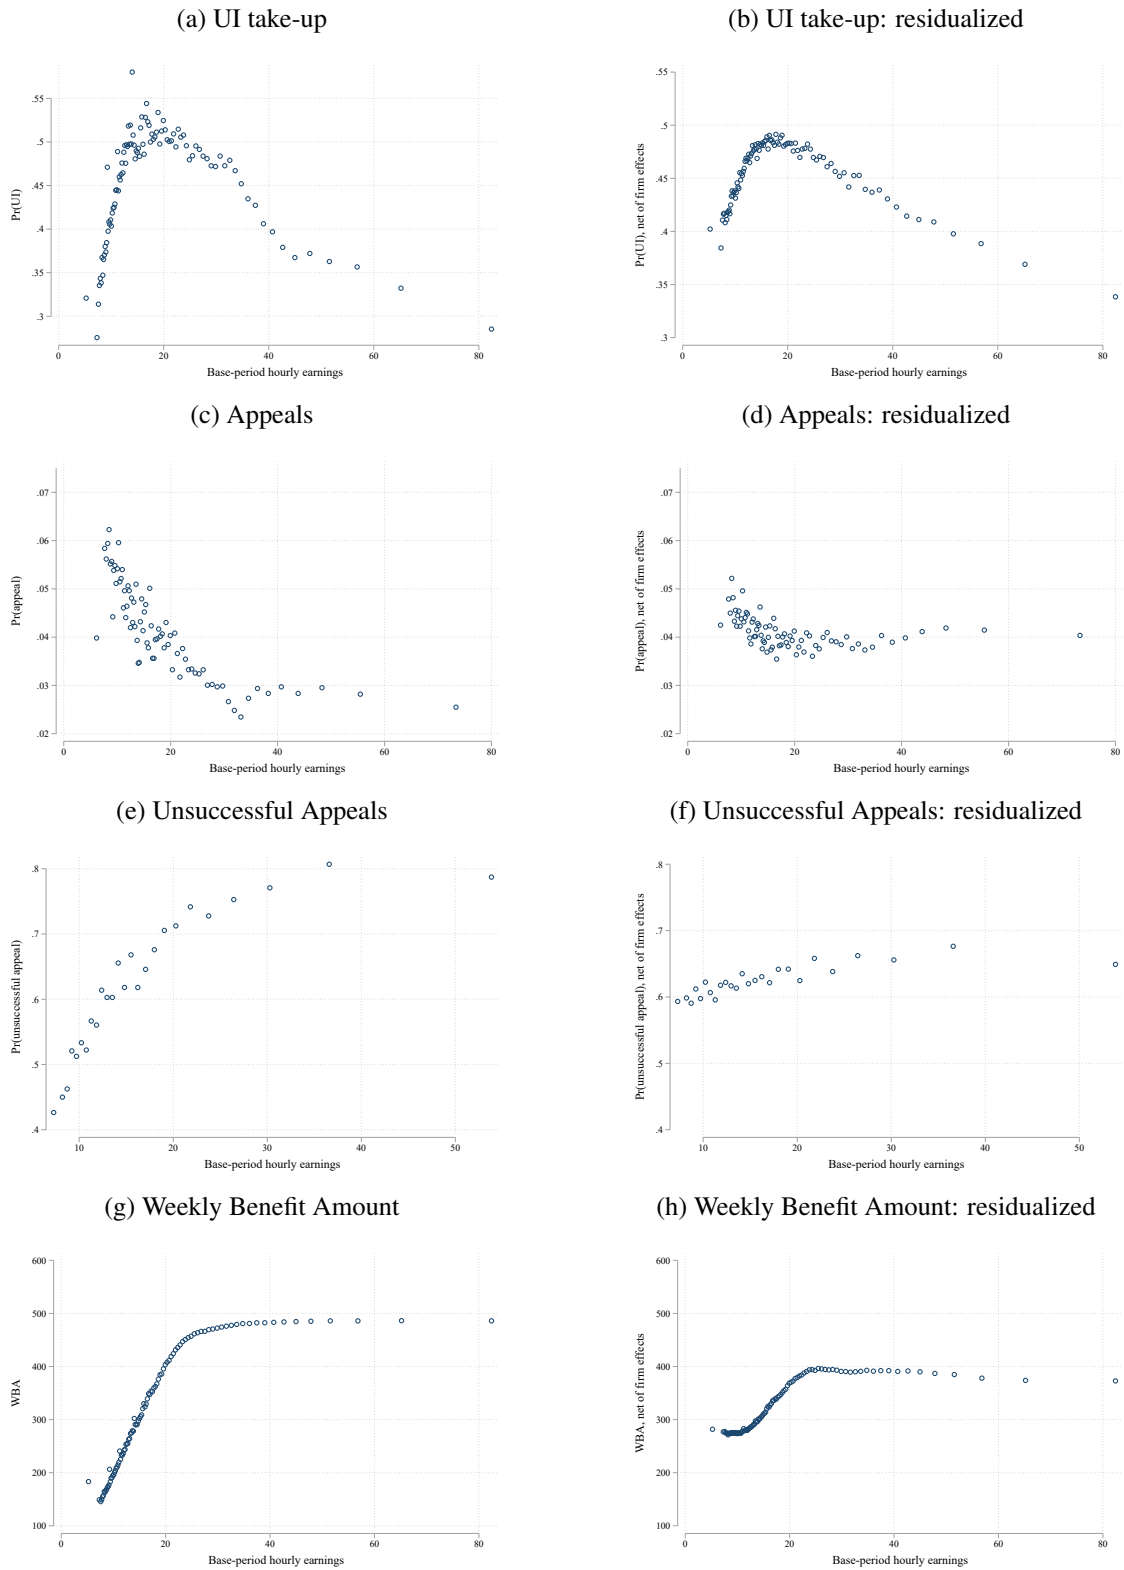 (a) UI take-up
.55
.5
.45
.4
.35
.3
Pr(UI)
0 20 40 60 80
Base-period hourly earnings
(b) UI take-up: residualized
.55
.5
.45
.4
.35
.3
Pr(UI), net of firm effects
0 20 40 60 80
Base-period hourly earnings
(c) Appeals
.07
.06
.05
.04
.03
.02
Pr(appeal)
0 20 40 60 80
Base-period hourly earnings
(d) Appeals: residualized
.07
.06
.05
.04
.03
.02
Pr(appeal), net of firm effects
0 20 40 60 80
Base-period hourly earnings
(e) Unsuccessful Appeals
.8
.7
.6
.5
.4
Pr(unsuccessful appeal)
10 20 30 40 50
Base-period hourly earnings
(f) Unsuccessful Appeals: residualized
.8
.7
.6
.5
.4
Pr(unsuccessful appeal), net of firm effects
10 20 30 40 50
Base-period hourly earnings
(g) Weekly Benefit Amount
600
500
400
300
200
100
WBA
0 20 40 60 80
Base-period hourly earnings
(h) Weekly Benefit Amount: residualized
600
500
400
300
200
100
WBA, net of firm effects
0 20 40 60 80
Base-period hourly earnings